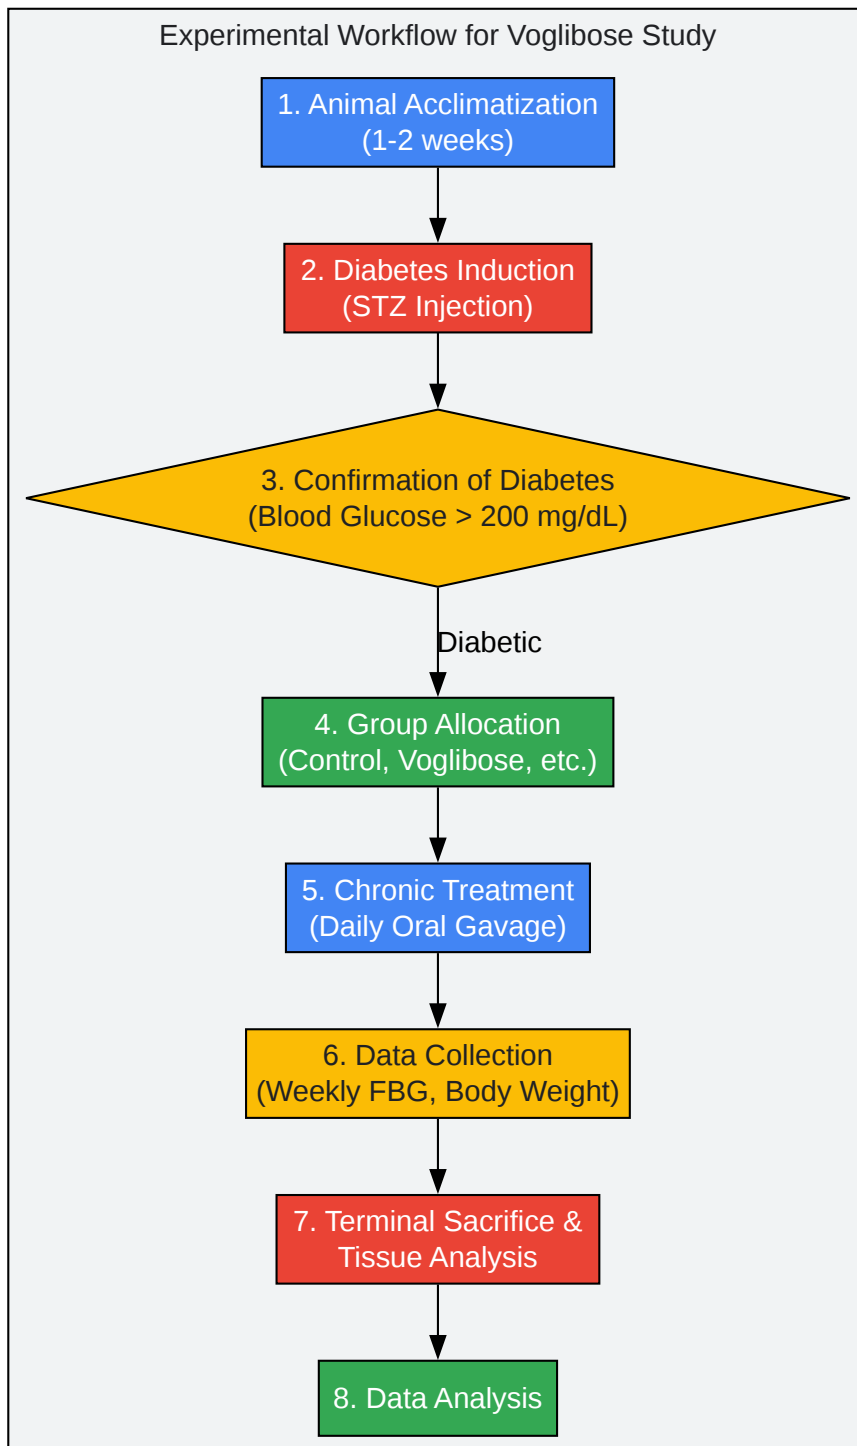 Experimental Workflow for Voglibose Study
1. Animal Acclimatization
(1-2 weeks)
2. Diabetes Induction
(STZ Injection)
3. Confirmation of Diabetes
(Blood Glucose > 200 mg/dL)
Diabetic
4. Group Allocation
(Control, Voglibose, etc.)
5. Chronic Treatment
(Daily Oral Gavage)
6. Data Collection
(Weekly FBG, Body Weight)
7. Terminal Sacrifice &
Tissue Analysis
8. Data Analysis